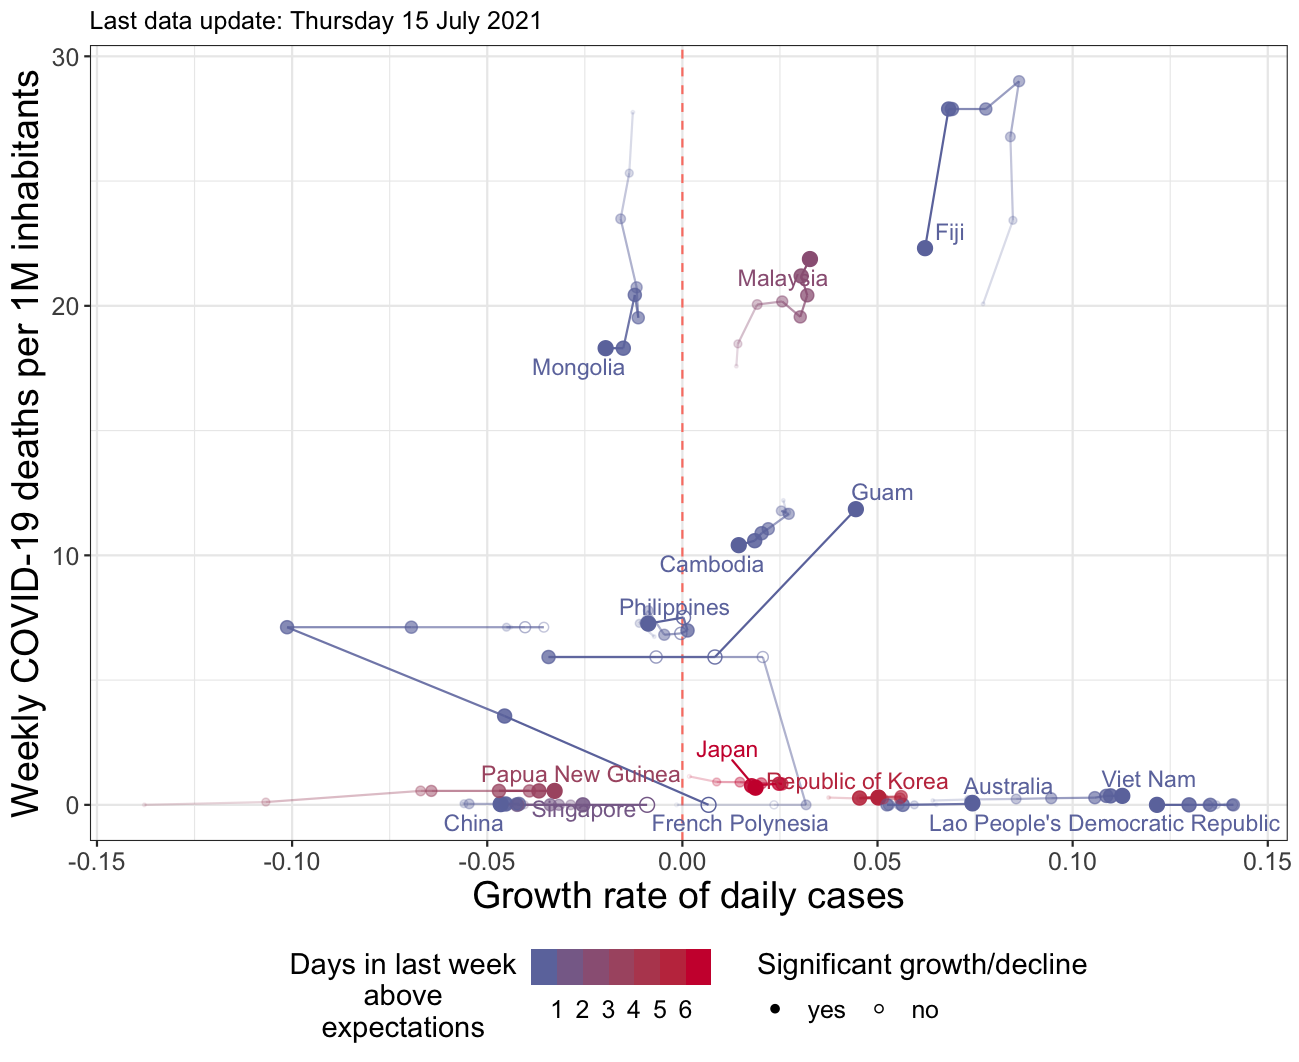 Last data update: Thursday 15 July 2021
Weekly COVID-19 deaths per 1M inhabitants
30
20
10
0
Fiji
Malaysia
Mongolia
Guam
Cambodia
Philippines
Japan
Papua New Guinea
Republic of Korea
Australia
Viet Nam
Singapore
China
French Polynesia
Lao People's Democratic Republic
-0.15 -0.10 -0.05 0.00 0.05 0.10 0.15
Growth rate of daily cases
Days in last week
above
expectations
1 2 3 4 5 6
Significant growth/decline
yes no